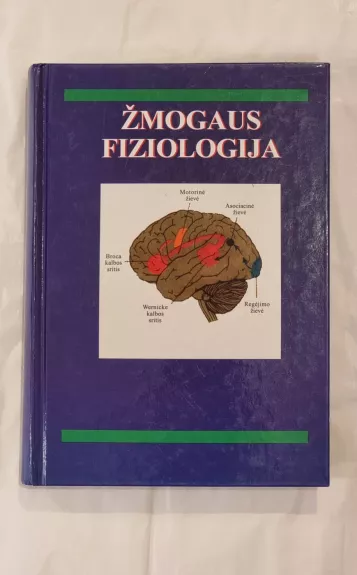 ŽMOGAUS
FIZIOLOGIJA
Motorinė
žievė
Asociacinė
žievė
Broca
kalbos
sritis
Wernicke
kalbos
sritis
Regėjimo
žievė